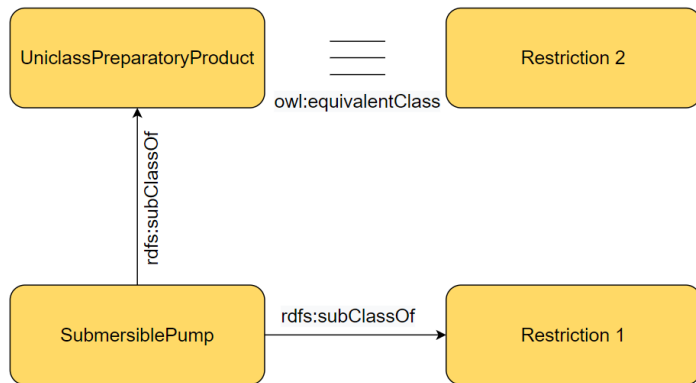 UniclassPreparatoryProduct
Restriction 2
owl:equivalentClass
rdfs:subClassOf
SubmersiblePump
rdfs:subClassOf
Restriction 1